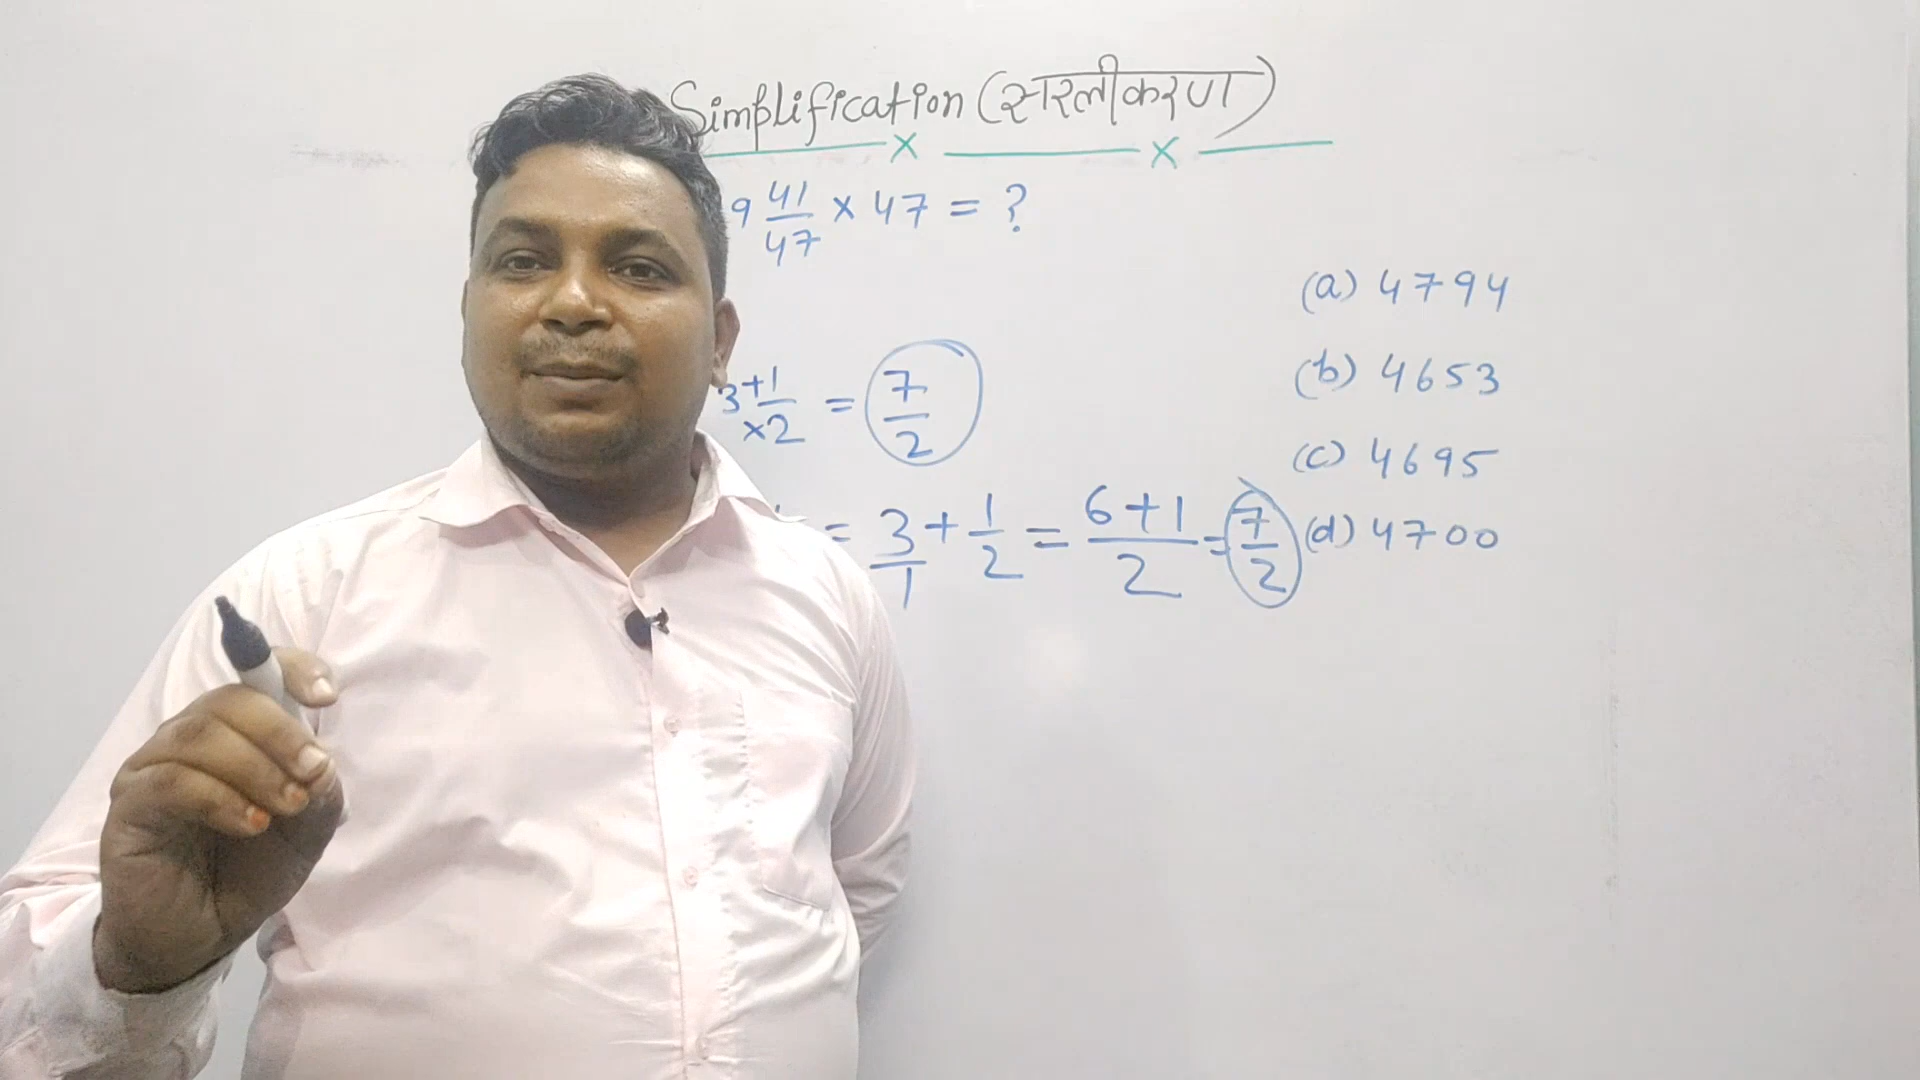 Simplification (सरलीकरण)
9 41/47 × 47 = ?
(a) 4794
3 +1/×2 = 7/2
(b) 4653
(c) 4695
= 3/1 + 1/2 = 6+1/2 = 7/2
(d) 4700